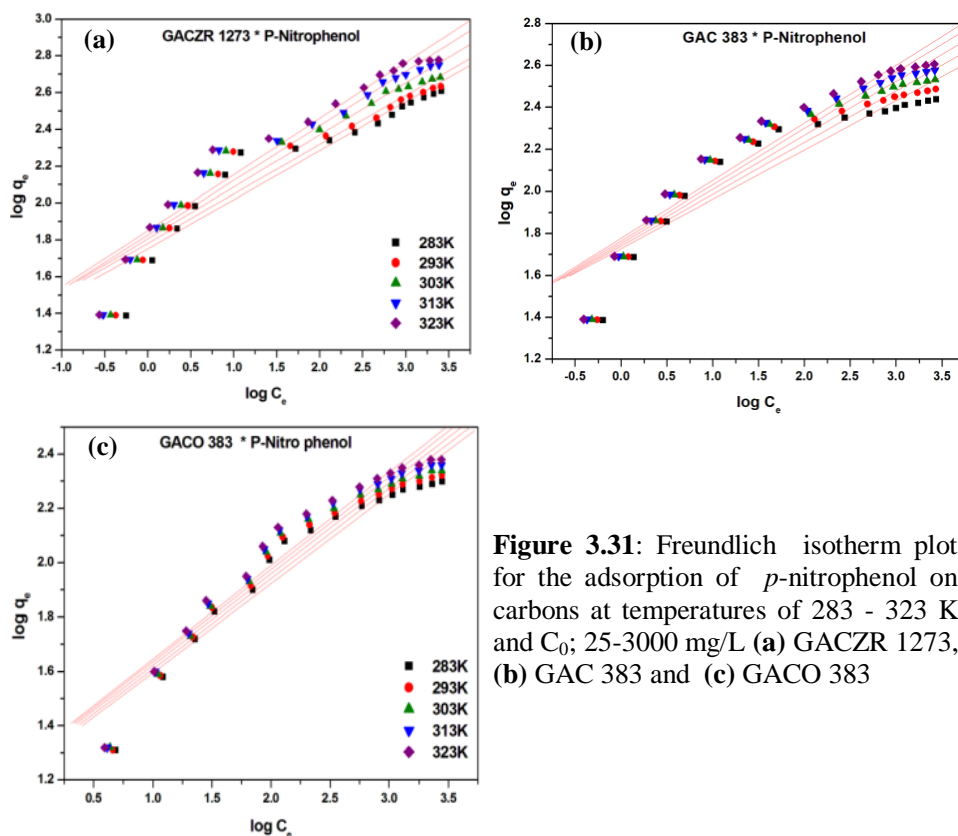 (a)
GACZR 1273 * P-Nitrophenol
3.0
2.8
2.6
2.4
2.2
2.0
1.8
1.6
1.4
1.2
log qe
-1.0 -0.5 0.0 0.5 1.0 1.5 2.0 2.5 3.0 3.5 4.0
log Ce
283K
293K
303K
313K
323K
(b)
GAC 383 * P-Nitrophenol
2.8
2.6
2.4
2.2
2.0
1.8
1.6
1.4
1.2
log qe
-0.5 0.0 0.5 1.0 1.5 2.0 2.5 3.0 3.5
log Ce
(c)
GACO 383 * P-Nitro phenol
2.4
2.2
2.0
1.8
1.6
1.4
1.2
log qe
0.5 1.0 1.5 2.0 2.5 3.0 3.5
log Ce
283K
293K
303K
313K
323K
Figure 3.31: Freundlich isotherm plot
for the adsorption of p-nitrophenol on
carbons at temperatures of 283 - 323 K
and C0; 25-3000 mg/L (a) GACZR 1273,
(b) GAC 383 and (c) GACO 383